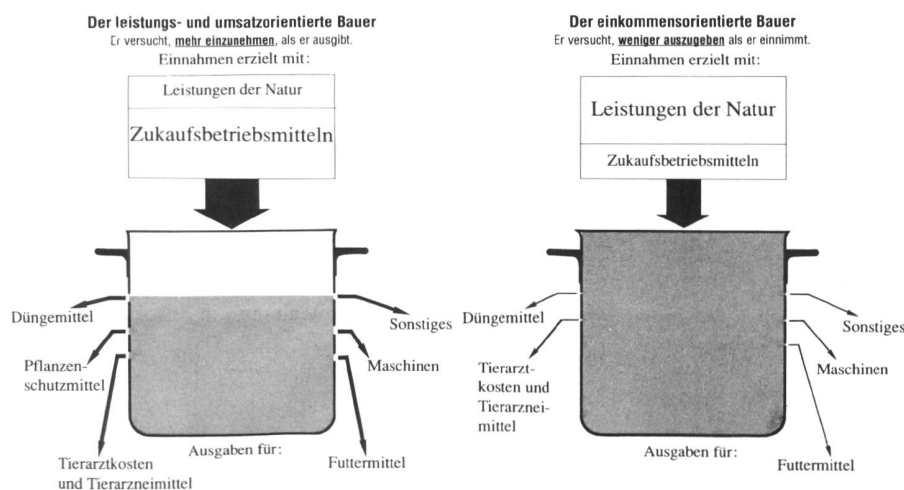 Der leistungs- und umsatzorientierte Bauer
Er versucht, mehr einzunehmen, als er ausgibt.
Einnahmen erzielt mit:
Leistungen der Natur
Zukaufsbetriebsmitteln
Düngemittel
Pflanzen-
schutzmittel
Tierarztkosten
und Tierarzneimittel
Sonstiges
Maschinen
Futtermittel
Ausgaben für:
Der einkommensorientierte Bauer
Er versucht, weniger auszugeben als er einnimmt.
Einnahmen erzielt mit:
Leistungen der Natur
Zukaufsbetriebsmitteln
Düngemittel
Tierarzt-
kosten und
Tierarznei-
mittel
Sonstiges
Maschinen
Futtermittel
Ausgaben für: